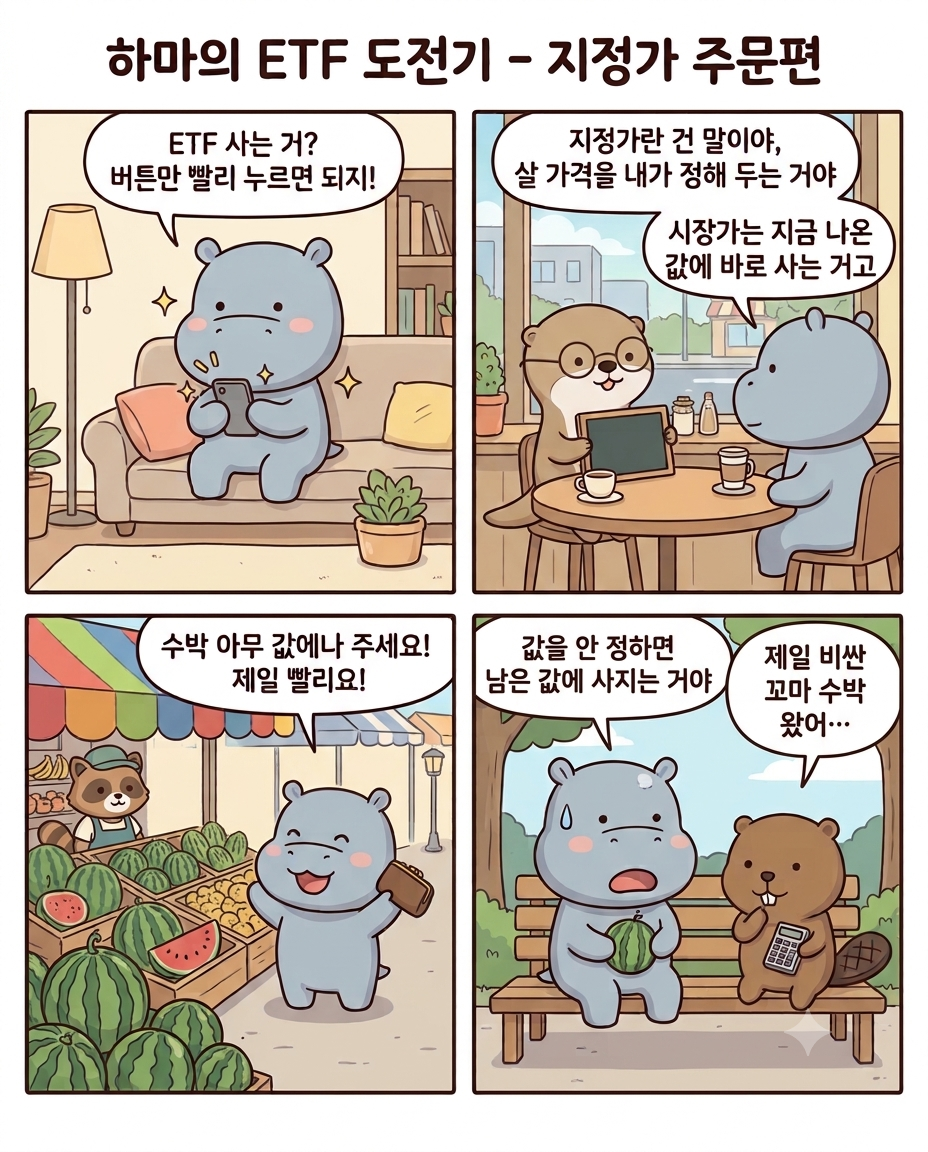 하마의 ETF 도전기 - 지정가 주문편
ETF 사는 거?
버튼만 빨리 누르면 되지!
지정가란 건 말이야,
살 가격을 내가 정해 두는 거야
시장가는 지금 나온
값에 바로 사는 거고
수박 아무 값에나 주세요!
제일 빨리요!
값을 안 정하면
남은 값에 사지는 거야
제일 비싼
꼬마 수박
왔어…